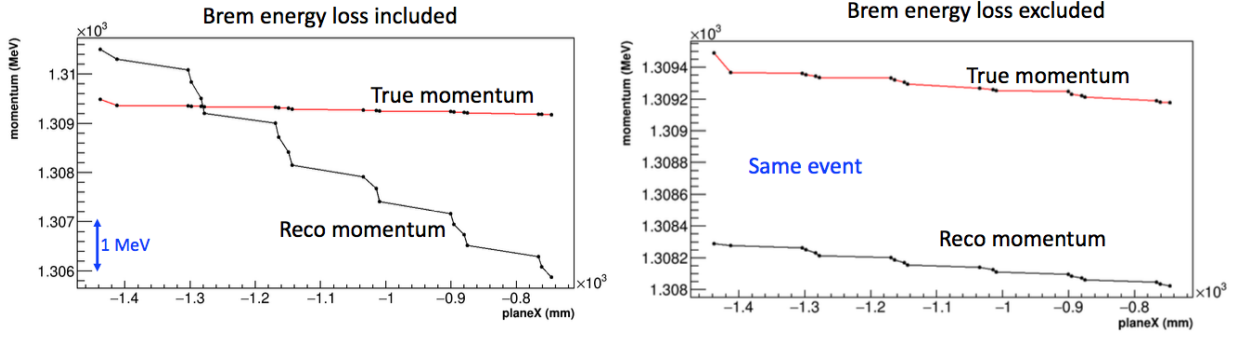 Brem energy loss included
×10³
momentum (MeV)
1.31
1.309
1.308
1.307
1.306
True momentum
Reco momentum
1 MeV
−1.4
−1.3
−1.2
−1.1
−1
−0.9
−0.8
×10³
planeX (mm)
Brem energy loss excluded
×10³
momentum (MeV)
1.3094
1.3092
1.309
1.3088
1.3086
1.3084
1.3082
1.308
True momentum
Same event
Reco momentum
−1.4
−1.3
−1.2
−1.1
−1
−0.9
−0.8
×10³
planeX (mm)